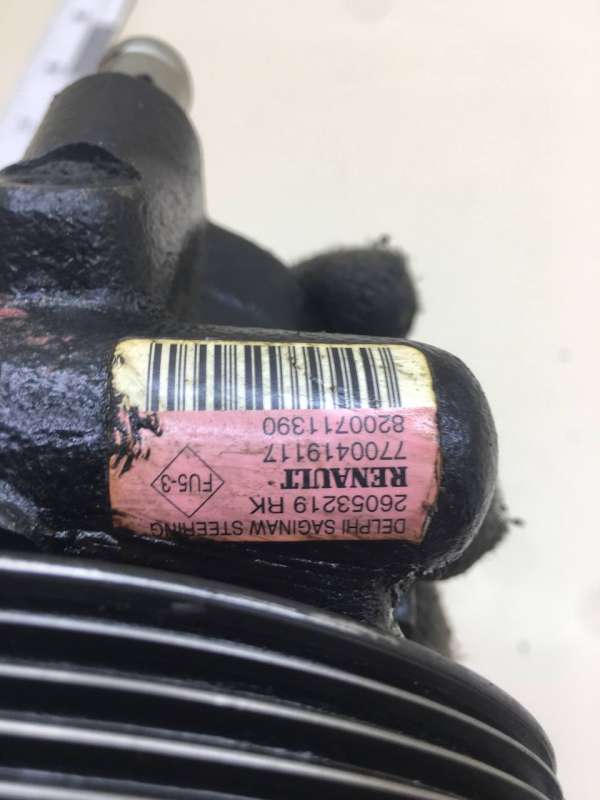 DELPHI SAGINAW STEERING
26053219 RK
RENAULT
7700419117
8200711390
FU5-3